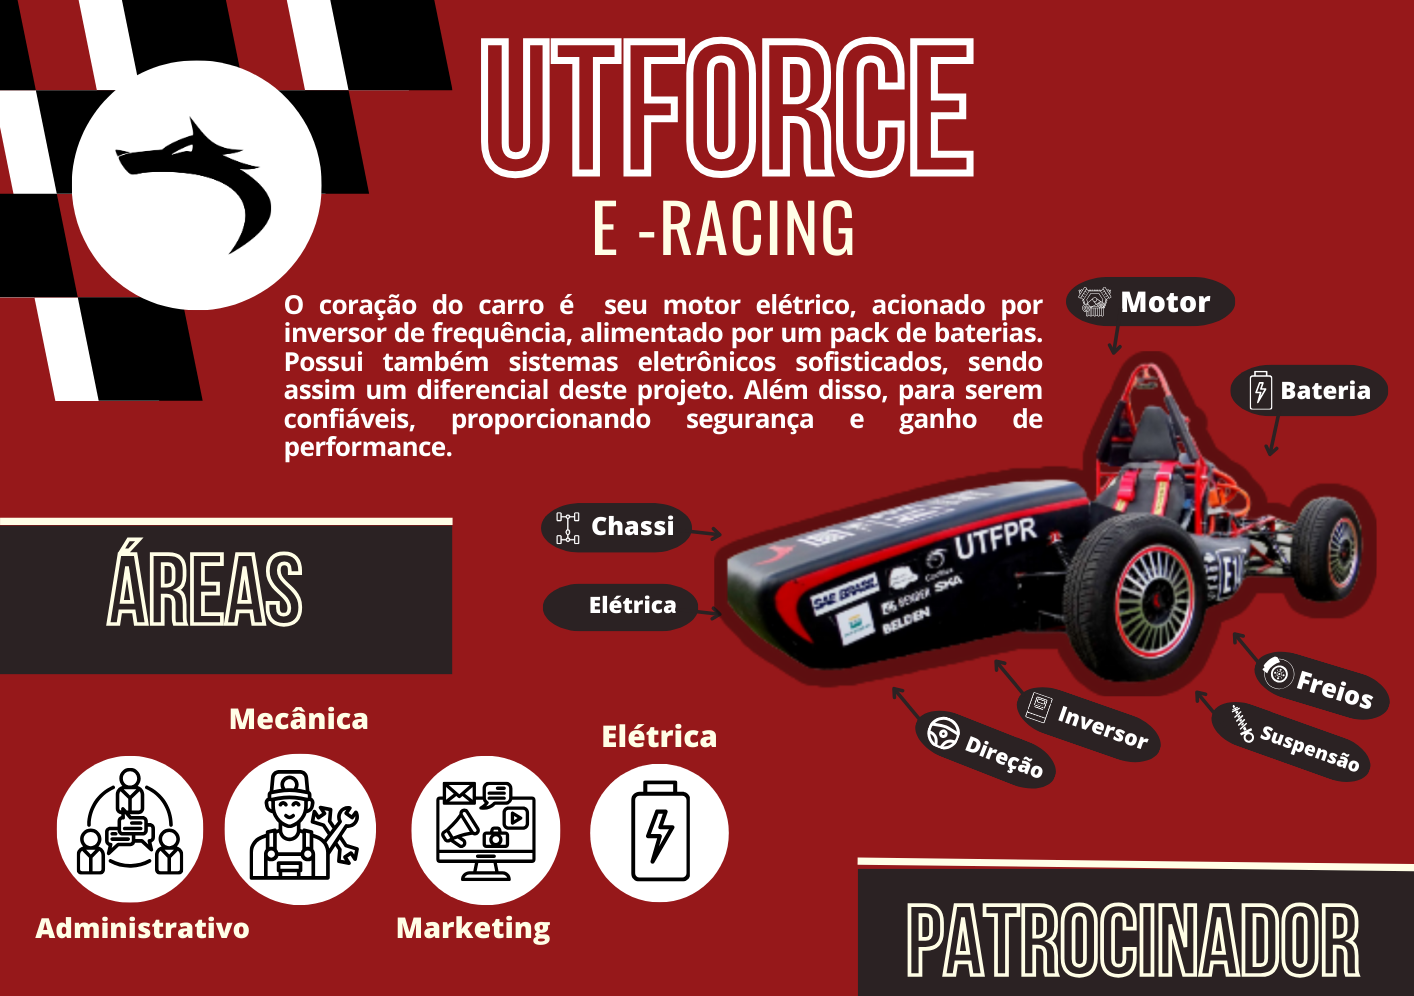 UTFORCE
E -RACING
O coração do carro é seu motor elétrico, acionado por
inversor de frequência, alimentado por um pack de baterias.
Possui também sistemas eletrônicos sofisticados, sendo
assim um diferencial deste projeto. Além disso, para serem
confiáveis, proporcionando segurança e ganho de
performance.
Motor
Bateria
Chassi
Elétrica
UTFPR
SAE BRASIL
BENDER
SKA
BELDEN
E1
Freios
Suspensão
Inversor
Direção
ÁREAS
Mecânica
Elétrica
Administrativo
Marketing
PATROCINADOR